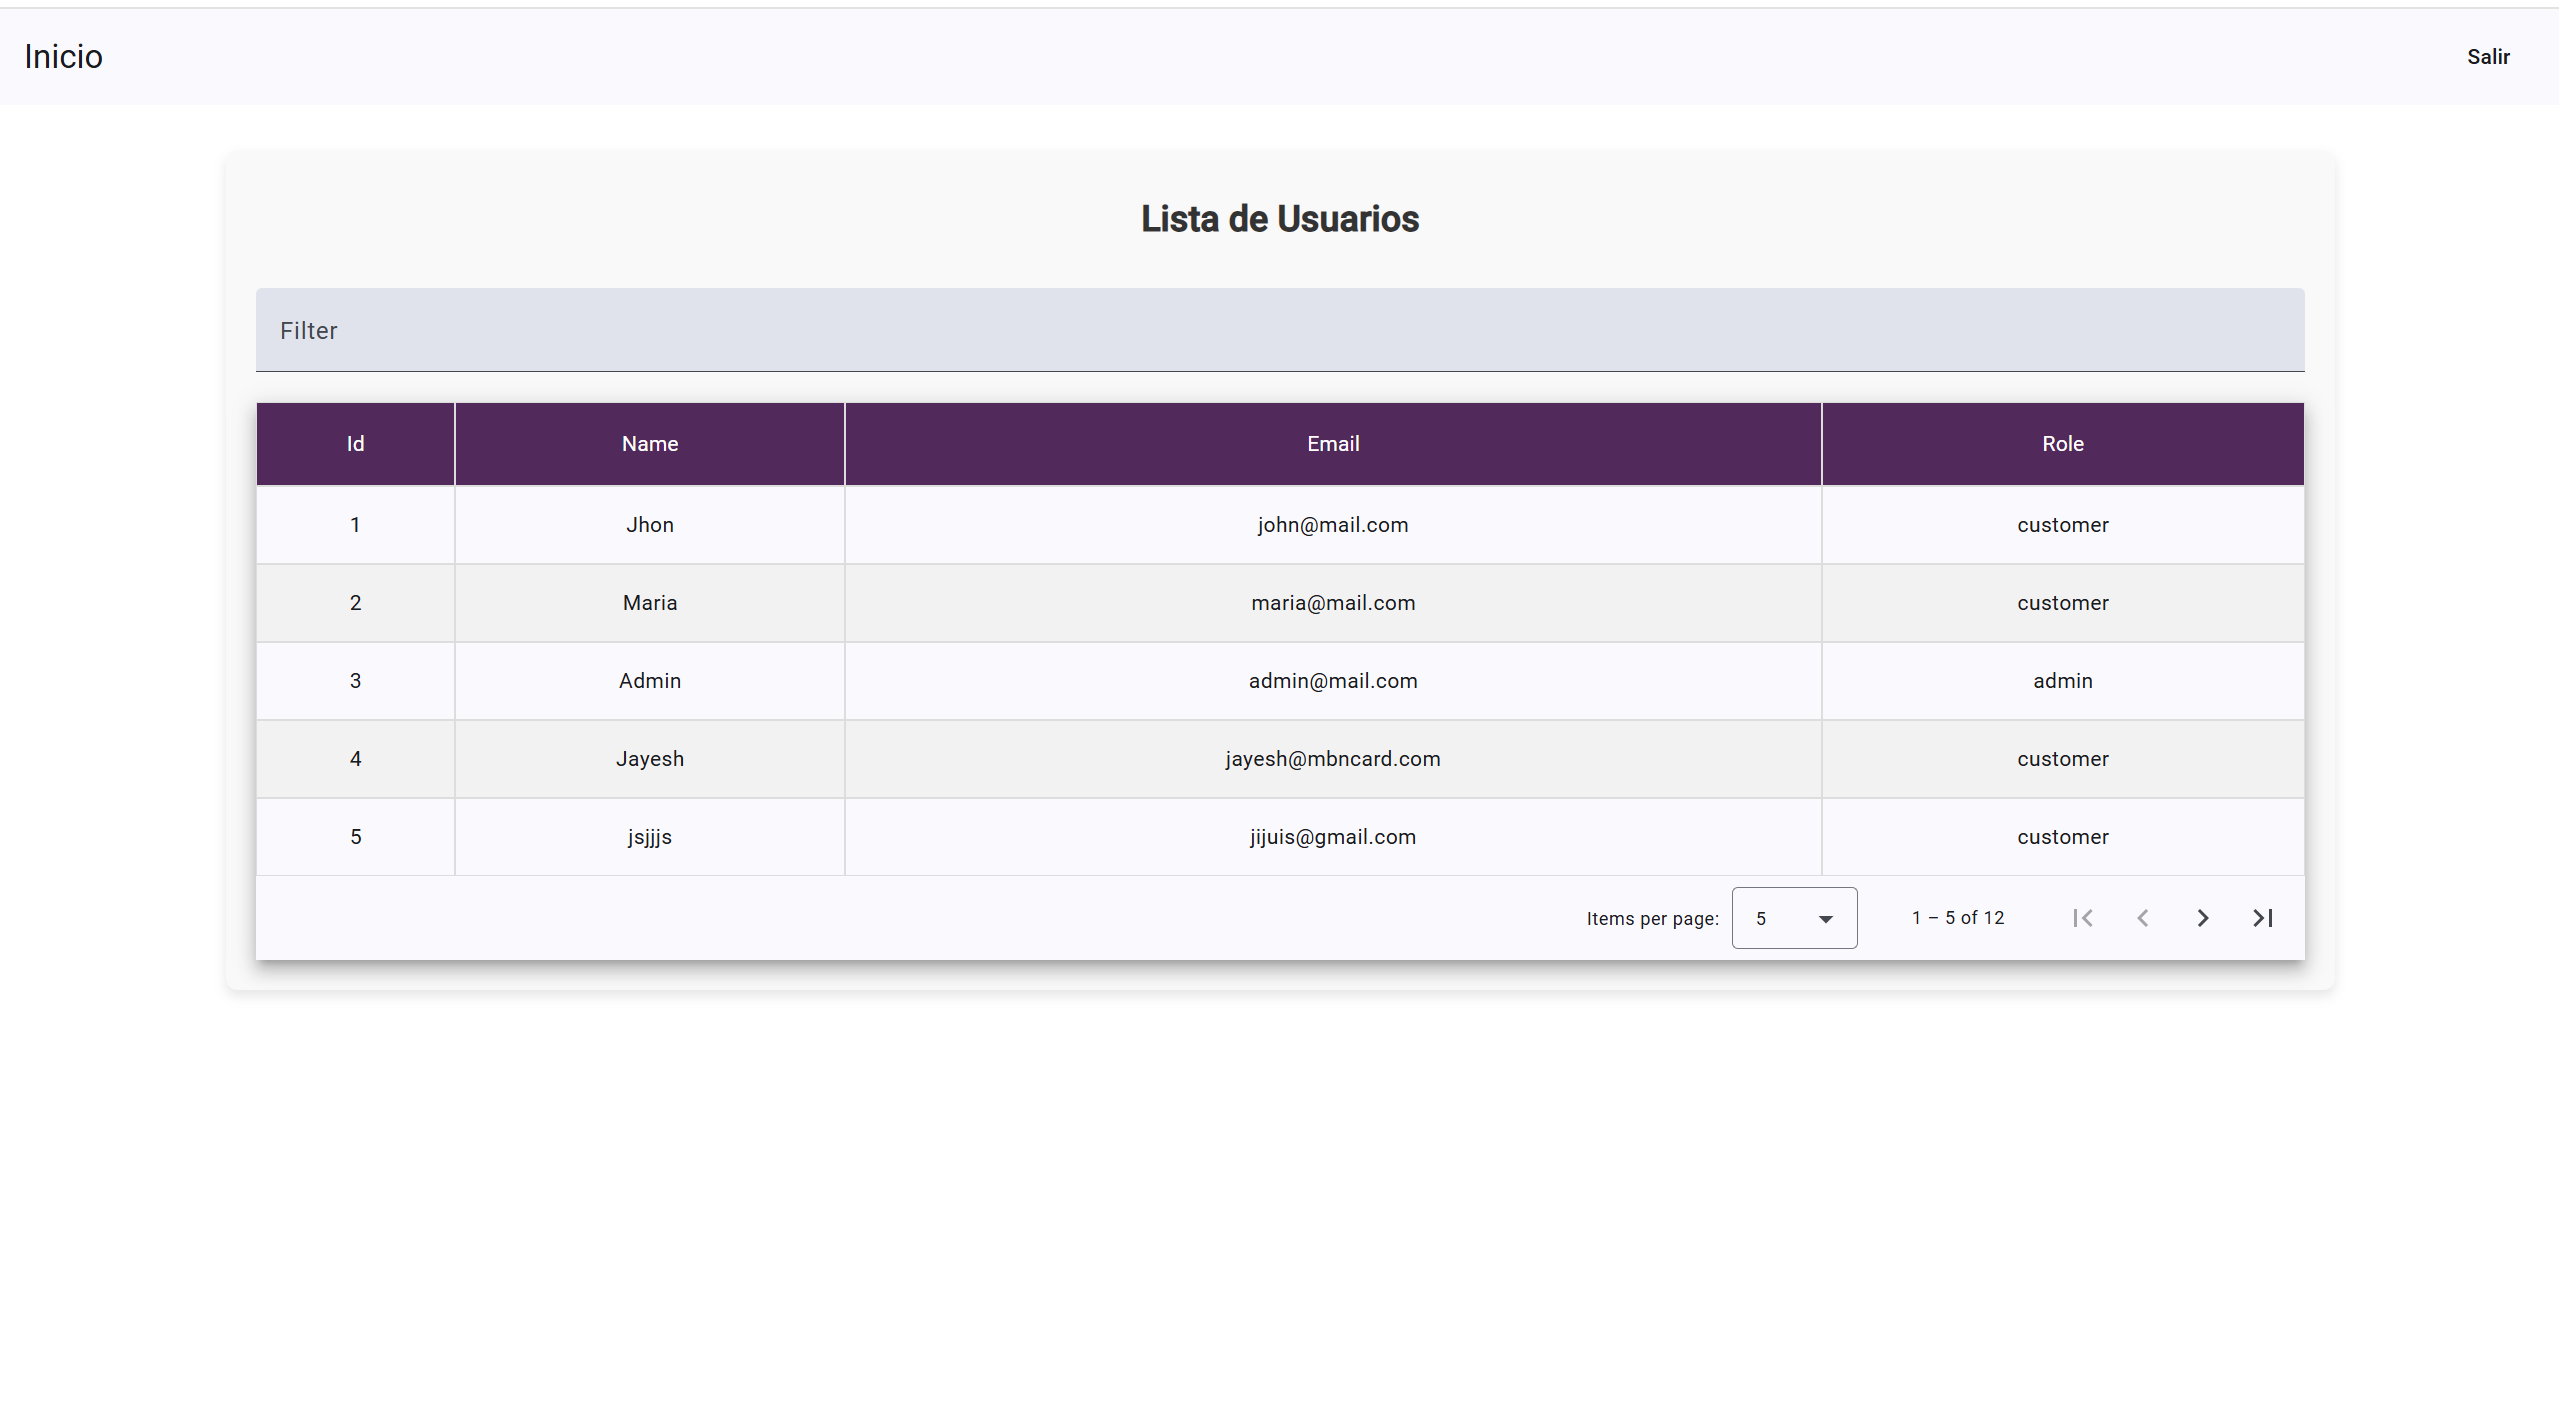 Inicio Salir
Lista de Usuarios
Filter
Id Name Email Role
1 Jhon john@mail.com customer
2 Maria maria@mail.com customer
3 Admin admin@mail.com admin
4 Jayesh jayesh@mbncard.com customer
5 jsjjjs jijuis@gmail.com customer
Items per page: 5 1 – 5 of 12